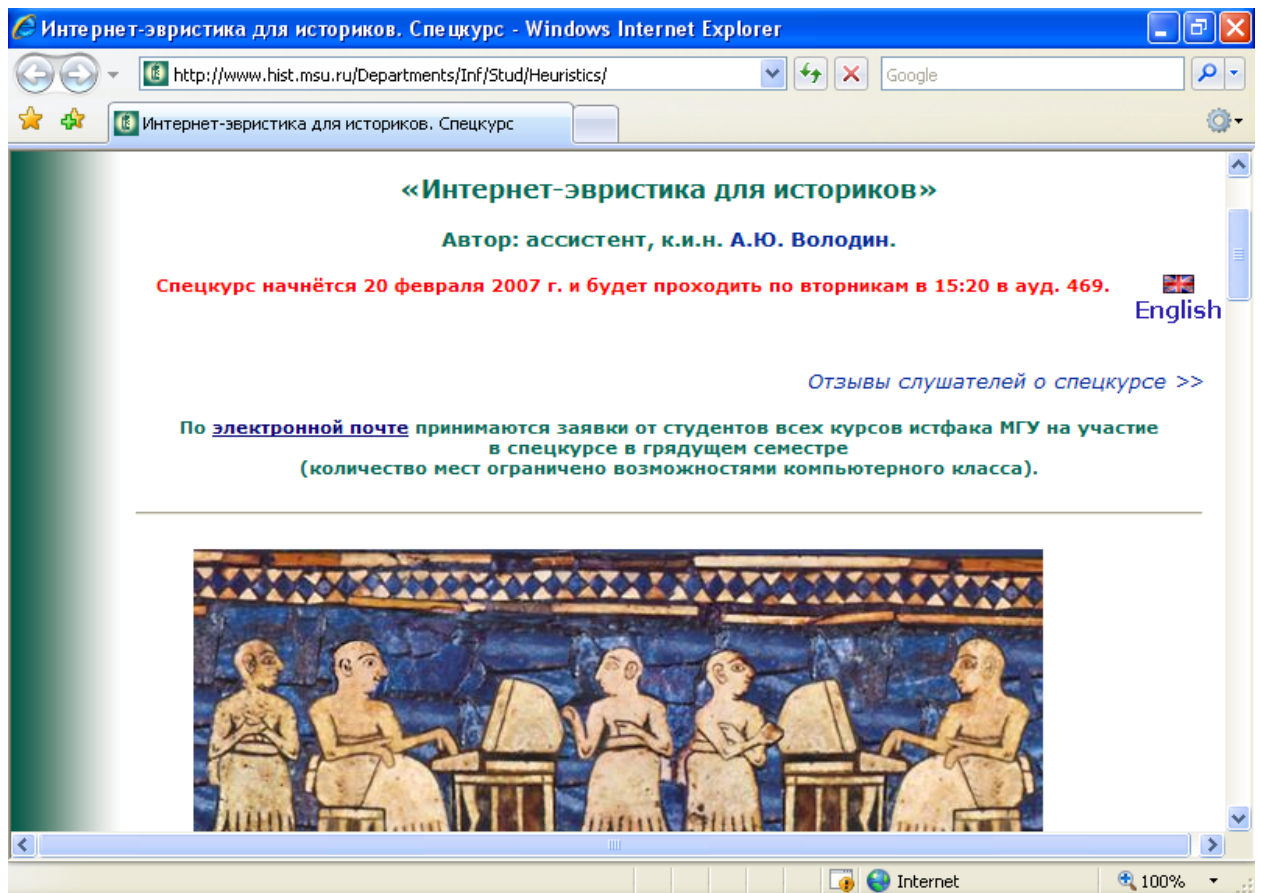 Интернет-эвристика для историков. Спецкурс - Windows Internet Explorer
http://www.hist.msu.ru/Departments/Inf/Stud/Heuristics/
Google
Интернет-эвристика для историков. Спецкурс
«Интернет-эвристика для историков»
Автор: ассистент, к.и.н. А.Ю. Володин.
Спецкурс начнётся 20 февраля 2007 г. и будет проходить по вторникам в 15:20 в ауд. 469.
English
Отзывы слушателей о спецкурсе >>
По электронной почте принимаются заявки от студентов всех курсов истфака МГУ на участие
в спецкурсе в грядущем семестре
(количество мест ограничено возможностями компьютерного класса).
Internet
100%